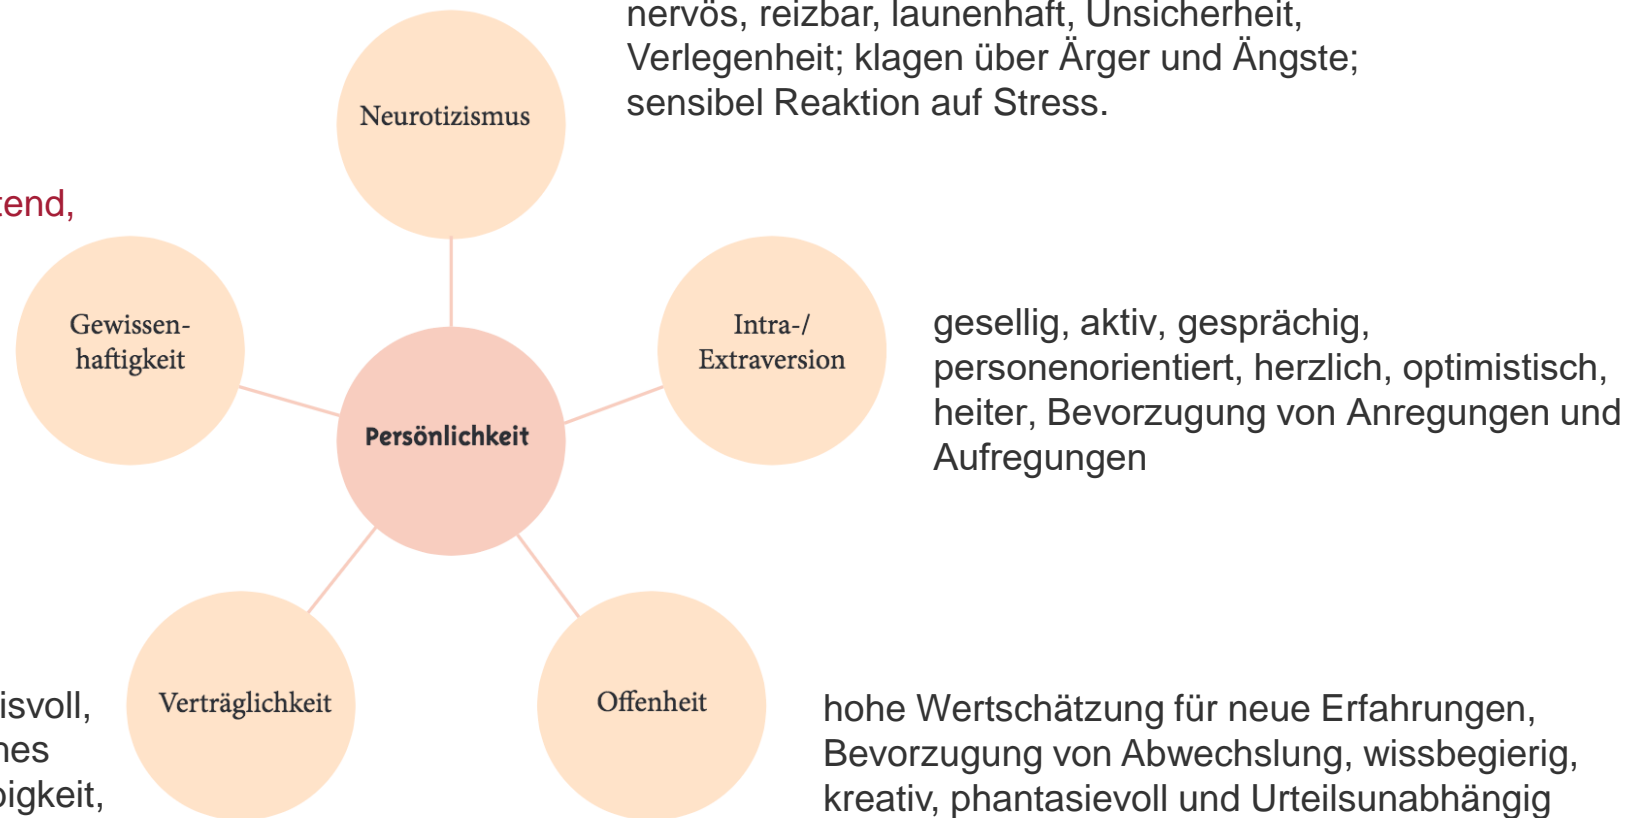 nervös, reizbar, launenhaft, Unsicherheit,
Verlegenheit; klagen über Ärger und Ängste;
sensibel Reaktion auf Stress.
Neurotizismus
Gewissen-
haftigkeit
Intra-/
Extraversion
gesellig, aktiv, gesprächig,
personenorientiert, herzlich, optimistisch,
heiter, Bevorzugung von Anregungen und
Aufregungen
Persönlichkeit
Verträglichkeit
Offenheit
hohe Wertschätzung für neue Erfahrungen,
Bevorzugung von Abwechslung, wissbegierig,
kreativ, phantasievoll und Urteilsunabhängig